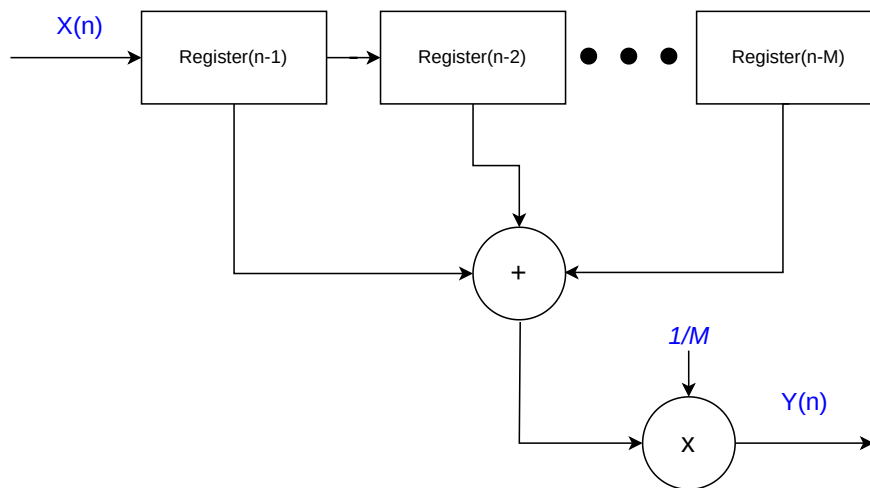 X(n)
Register(n-1)
Register(n-2)
Register(n-M)
+
1/M
x
Y(n)